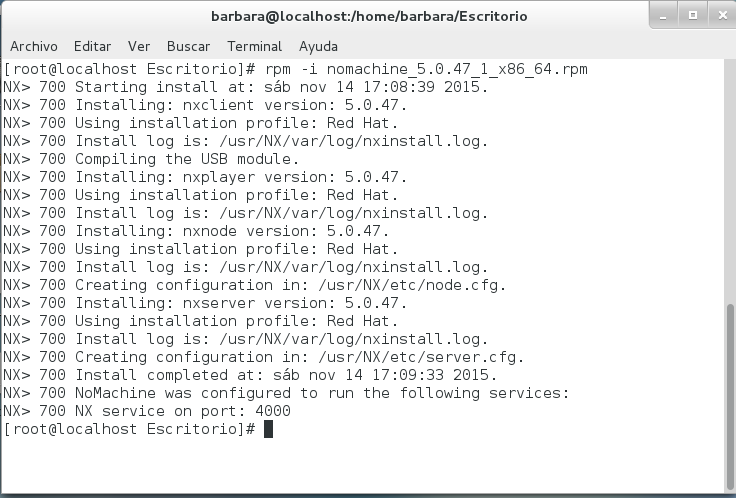 barbara@localhost:/home/barbara/Escritorio
Archivo Editar Ver Buscar Terminal Ayuda
[root@localhost Escritorio]# rpm -i nomachine_5.0.47_1_x86_64.rpm
NX> 700 Starting install at: sáb nov 14 17:08:39 2015.
NX> 700 Installing: nxclient version: 5.0.47.
NX> 700 Using installation profile: Red Hat.
NX> 700 Install log is: /usr/NX/var/log/nxinstall.log.
NX> 700 Compiling the USB module.
NX> 700 Installing: nxplayer version: 5.0.47.
NX> 700 Using installation profile: Red Hat.
NX> 700 Install log is: /usr/NX/var/log/nxinstall.log.
NX> 700 Installing: nxnode version: 5.0.47.
NX> 700 Using installation profile: Red Hat.
NX> 700 Install log is: /usr/NX/var/log/nxinstall.log.
NX> 700 Creating configuration in: /usr/NX/etc/node.cfg.
NX> 700 Installing: nxserver version: 5.0.47.
NX> 700 Using installation profile: Red Hat.
NX> 700 Install log is: /usr/NX/var/log/nxinstall.log.
NX> 700 Creating configuration in: /usr/NX/etc/server.cfg.
NX> 700 Install completed at: sáb nov 14 17:09:33 2015.
NX> 700 NoMachine was configured to run the following services:
NX> 700 NX service on port: 4000
[root@localhost Escritorio]#